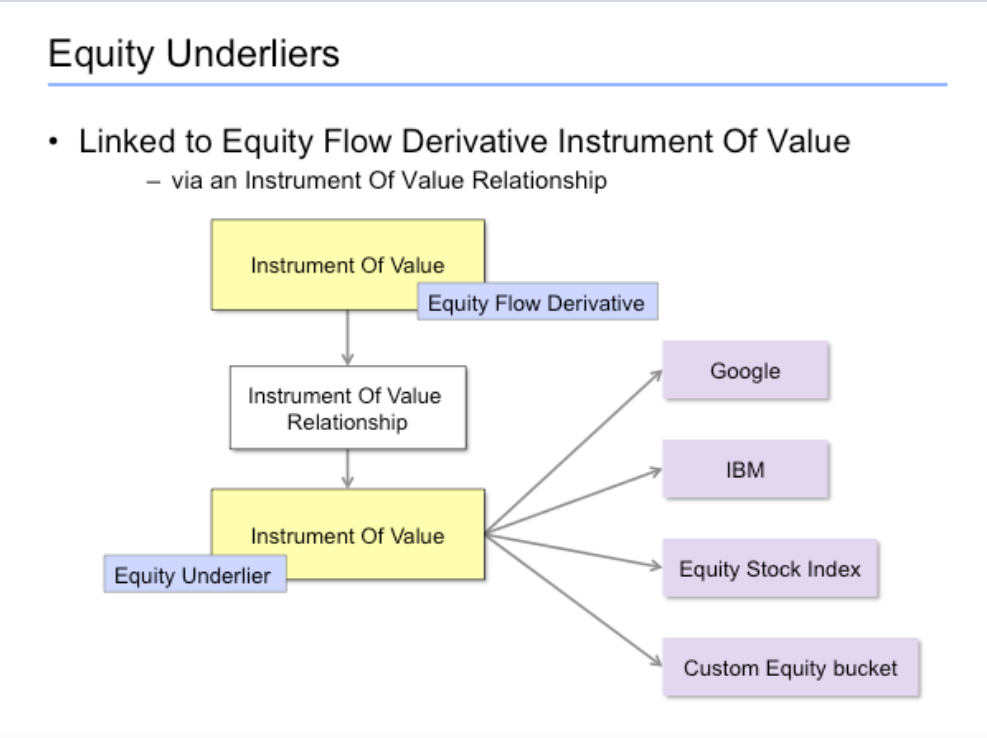 Equity Underliers
• Linked to Equity Flow Derivative Instrument Of Value
– via an Instrument Of Value Relationship
Instrument Of Value
Equity Flow Derivative
Instrument Of Value
Relationship
Instrument Of Value
Equity Underlier
Google
IBM
Equity Stock Index
Custom Equity bucket